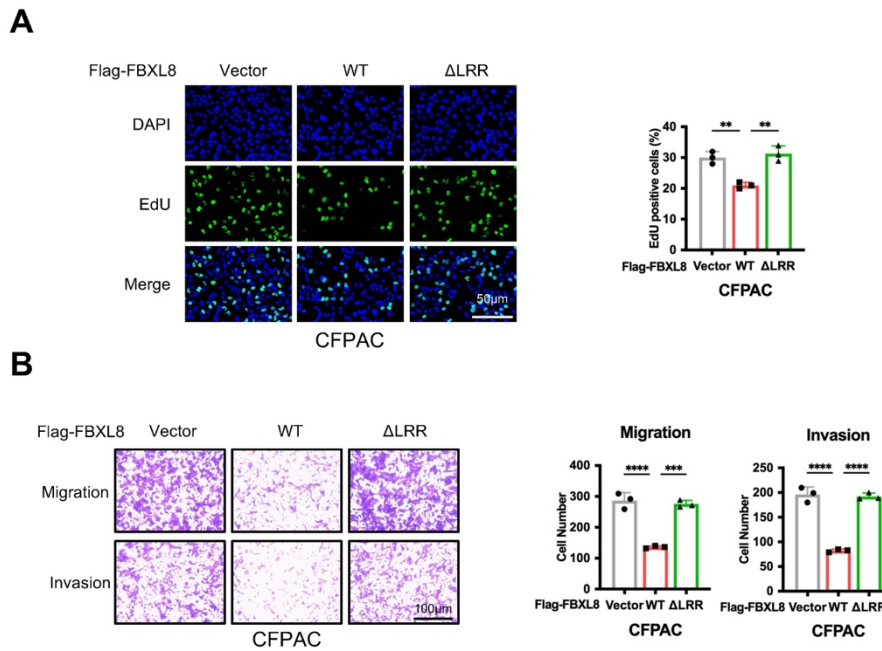 A
Flag-FBXL8 Vector WT ΔLRR
DAPI
EdU
Merge
50μm
CFPAC
EdU positive cells (%)
40
30
20
10
0
** **
Flag-FBXL8 Vector WT ΔLRR
CFPAC
B
Flag-FBXL8 Vector WT ΔLRR
Migration
Invasion
100μm
CFPAC
Migration
Cell Number
400
300
200
100
0
**** ***
Flag-FBXL8 Vector WT ΔLRR
CFPAC
Invasion
Cell Number
200
150
100
50
0
**** ****
Flag-FBXL8 Vector WT ΔLRR
CFPAC